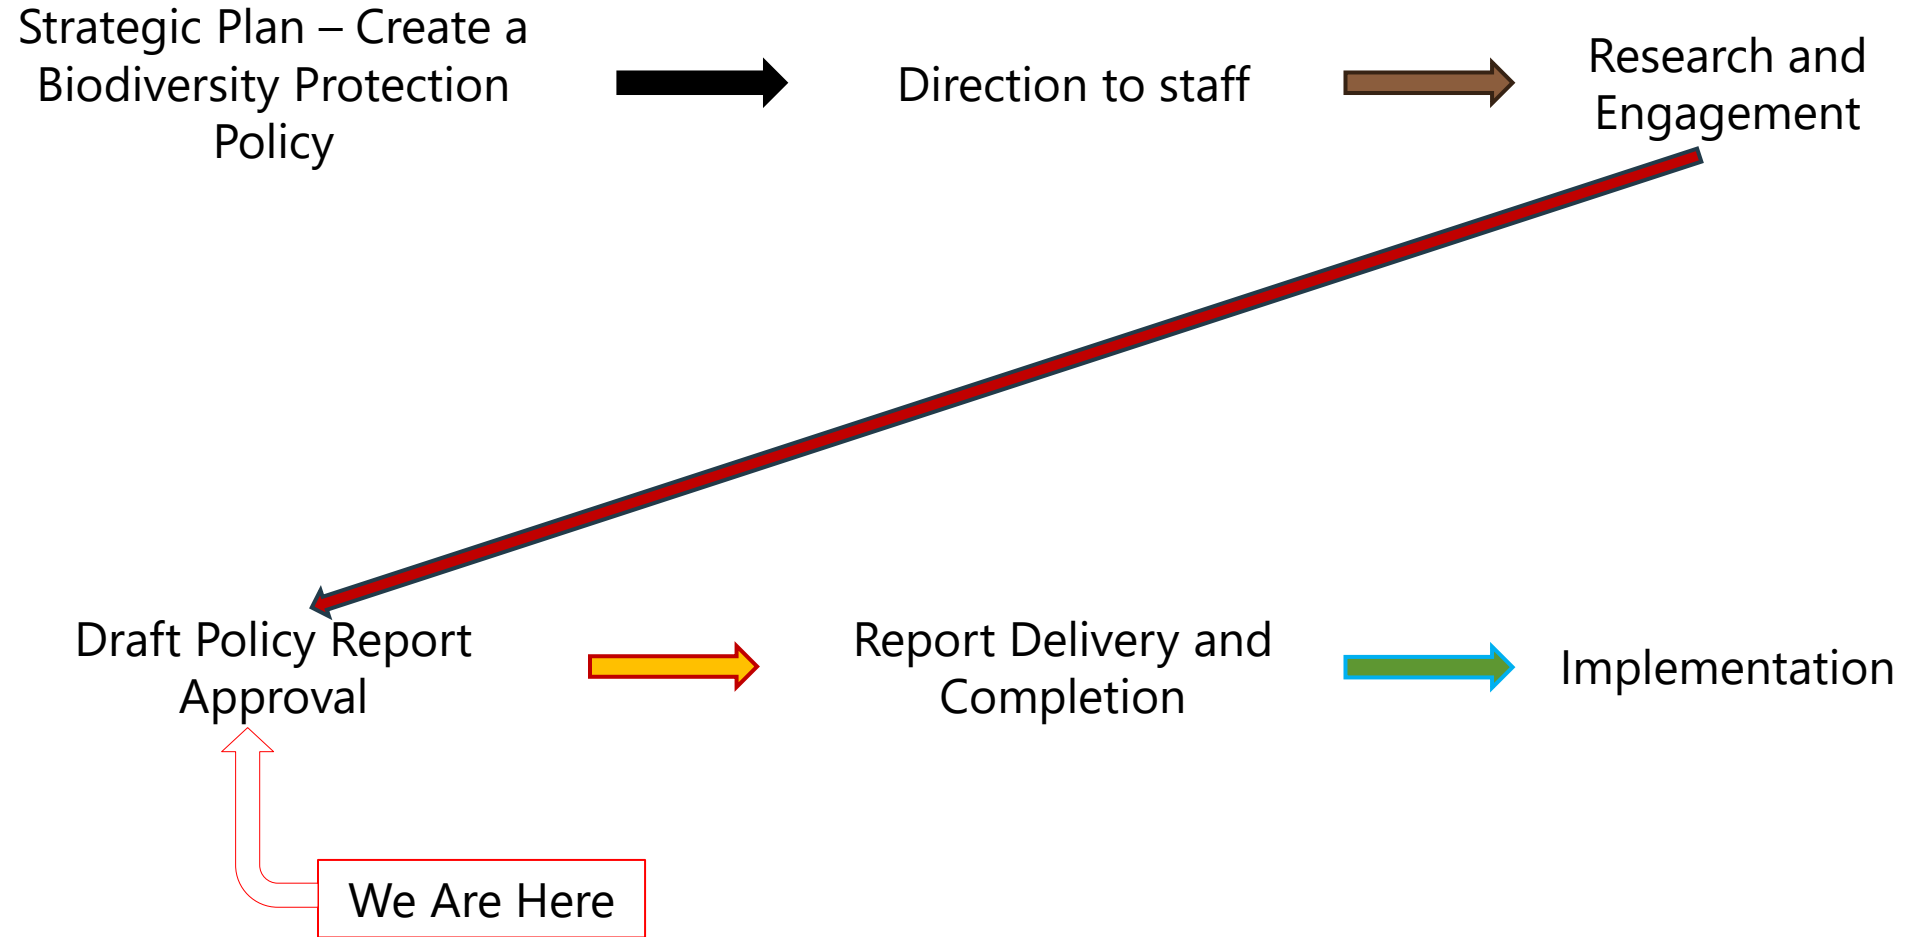 Strategic Plan – Create a
Biodiversity Protection
Policy
Direction to staff
Research and
Engagement
Draft Policy Report
Approval
Report Delivery and
Completion
Implementation
We Are Here